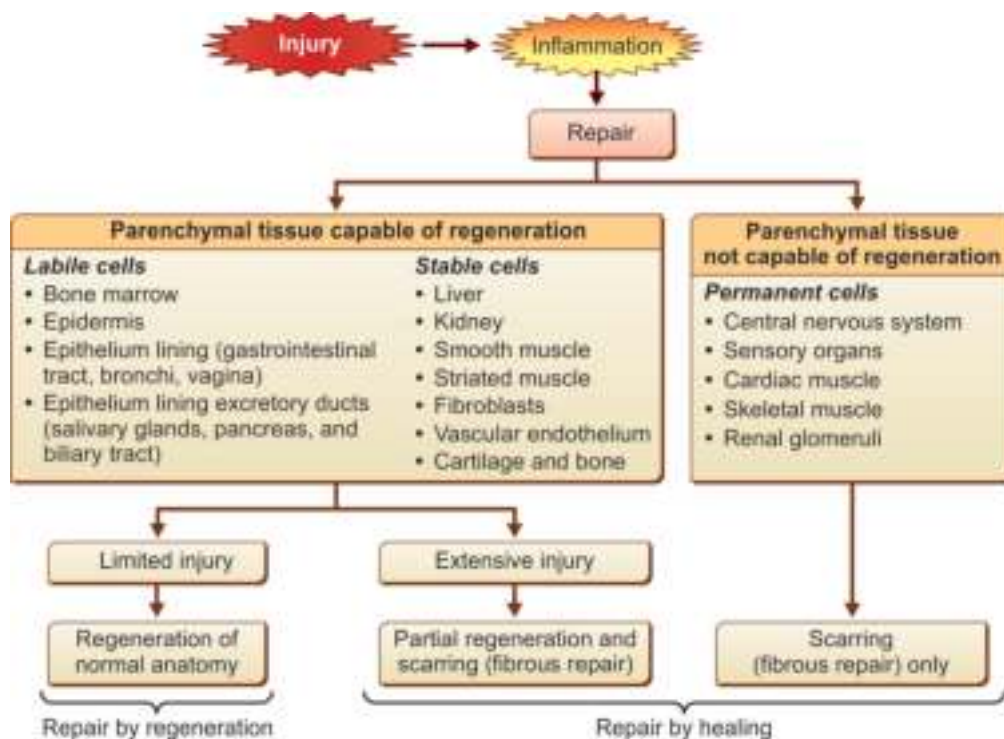 Injury
Inflammation
Repair
Parenchymal tissue capable of regeneration
Labile cells
• Bone marrow
• Epidermis
• Epithelium lining (gastrointestinal
tract, bronchi, vagina)
• Epithelium lining excretory ducts
(salivary glands, pancreas, and
biliary tract)
Stable cells
• Liver
• Kidney
• Smooth muscle
• Striated muscle
• Fibroblasts
• Vascular endothelium
• Cartilage and bone
Parenchymal tissue
not capable of regeneration
Permanent cells
• Central nervous system
• Sensory organs
• Cardiac muscle
• Skeletal muscle
• Renal glomeruli
Limited injury
Extensive injury
Regeneration of
normal anatomy
Partial regeneration and
scarring (fibrous repair)
Scarring
(fibrous repair) only
Repair by regeneration
Repair by healing